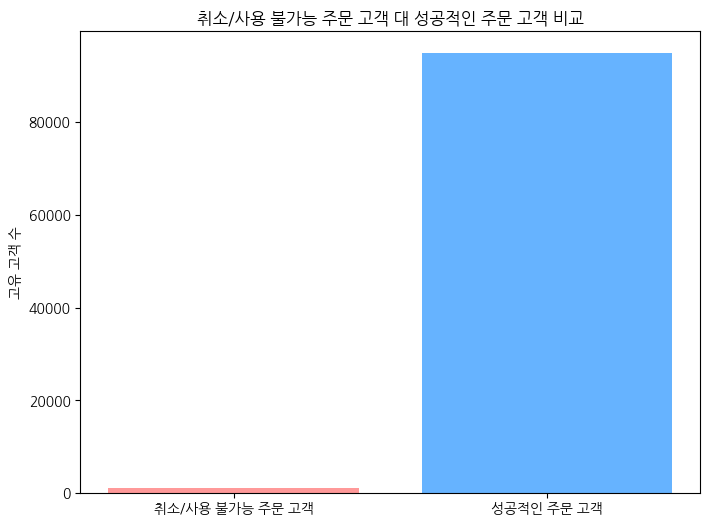 취소/사용 불가능 주문 고객 대 성공적인 주문 고객 비교
고유 고객 수
80000
60000
40000
20000
0
취소/사용 불가능 주문 고객
성공적인 주문 고객